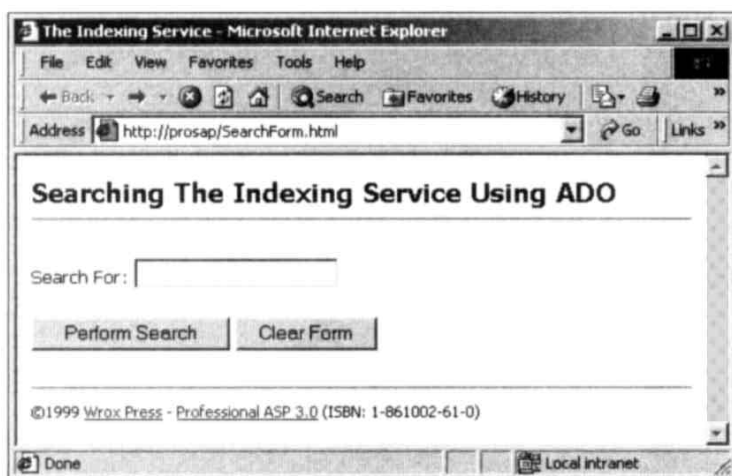 The Indexing Service - Microsoft Internet Explorer
File Edit View Favorites Tools Help
Back Search Favorites History »
Address http://prosap/SearchForm.html Go Links »
Searching The Indexing Service Using ADO
Search For:
Perform Search Clear Form
©1999 Wrox Press - Professional ASP 3.0 (ISBN: 1-861002-61-0)
Done Local intranet